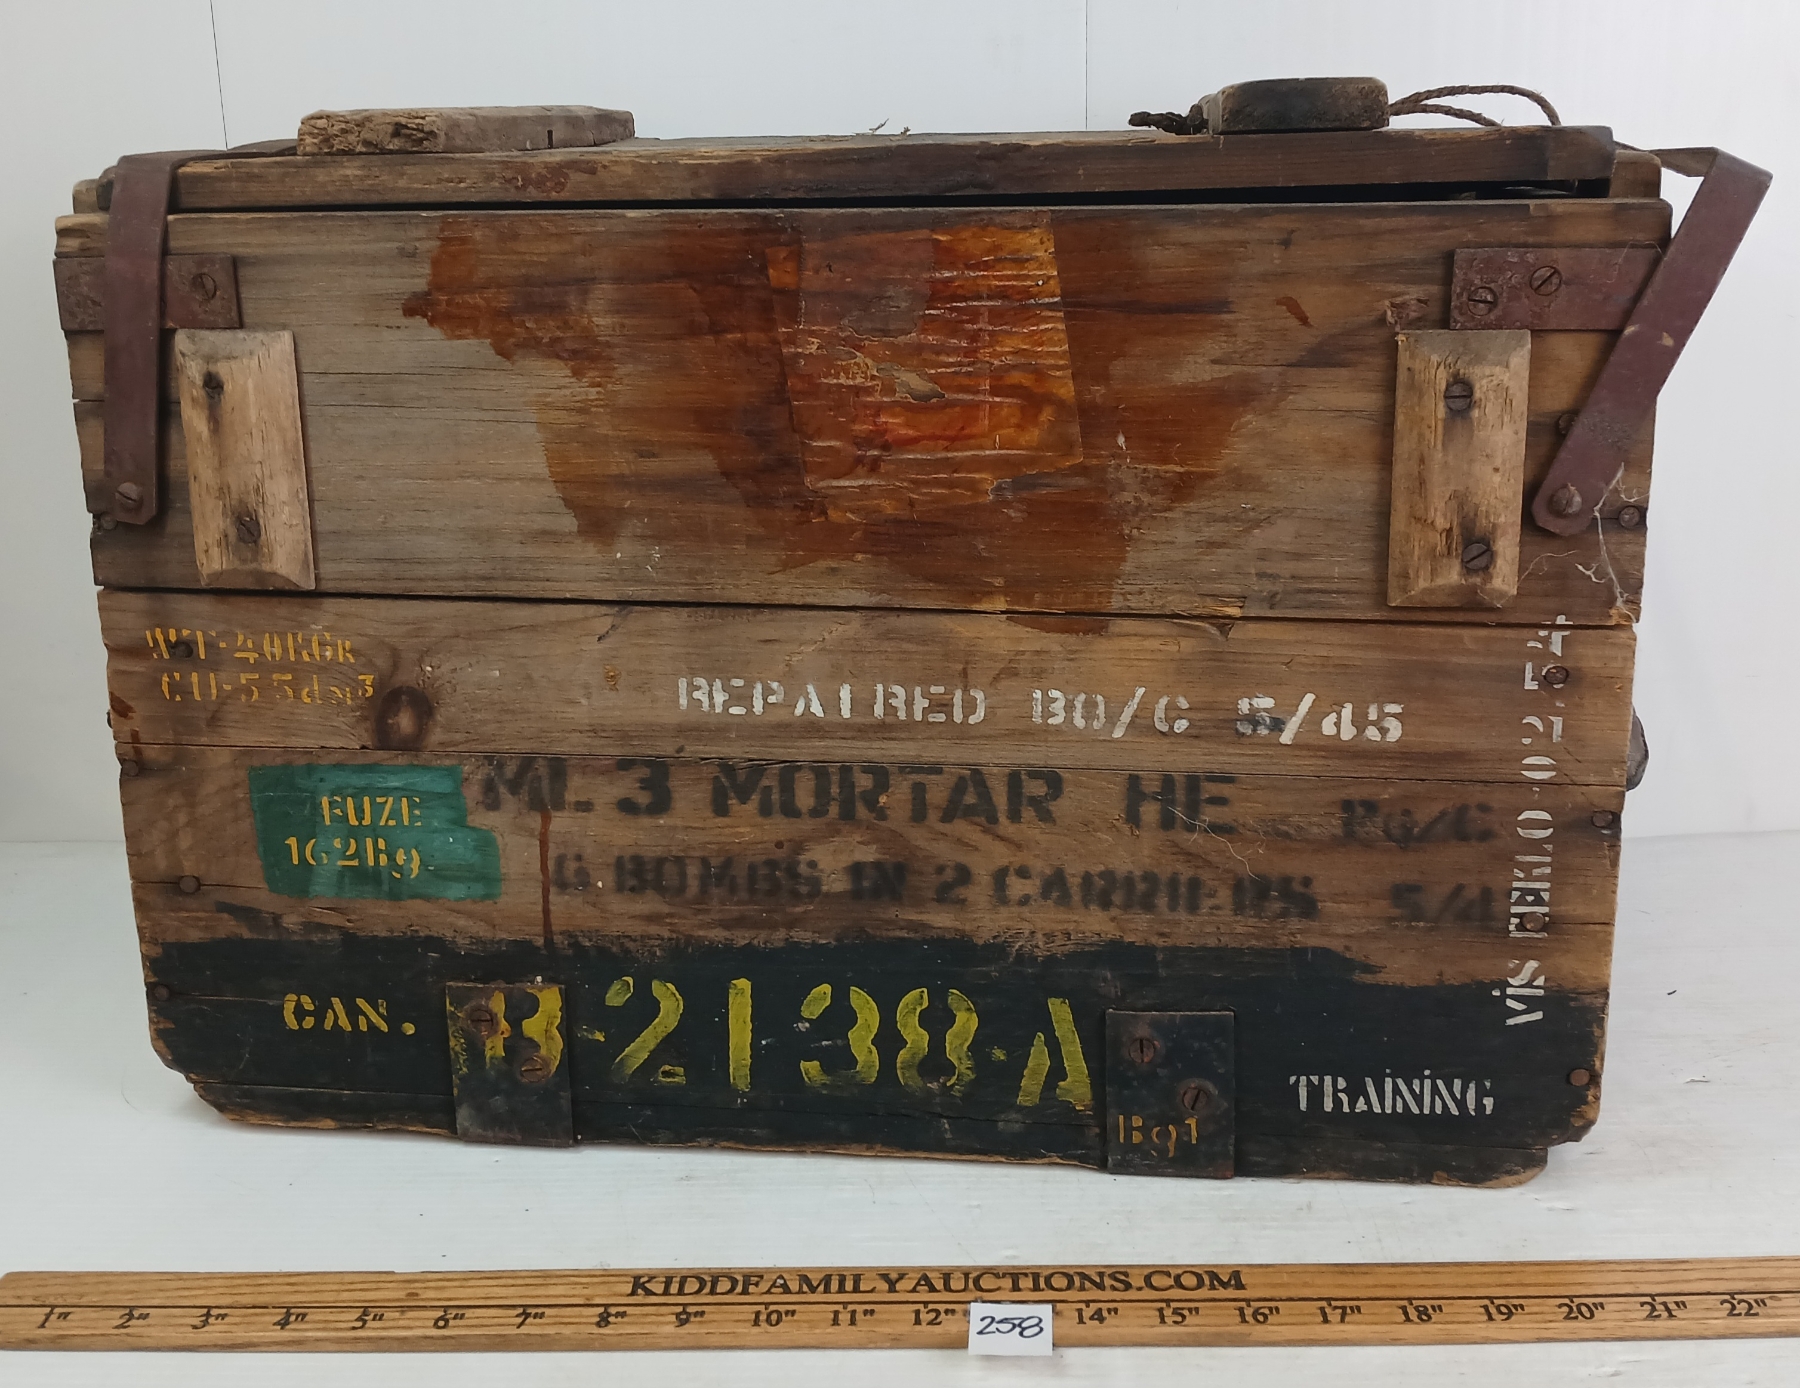 WT-40KGR
CU-55dm³
REPAIRED BO/C 5/45
FUZE
162Bg.
ML 3 MORTAR HE
Bg/C
6 BOMBS IN 2 CARRIERS
CAN. B-2138-A
Bg1
TRAiNiNG
KIDDFAMILYAUCTIONS.COM
1" 2" 3" 4" 5" 6" 7" 8" 9" 10" 11" 12" 14" 15" 16" 17" 18" 19" 20" 21" 22"
258